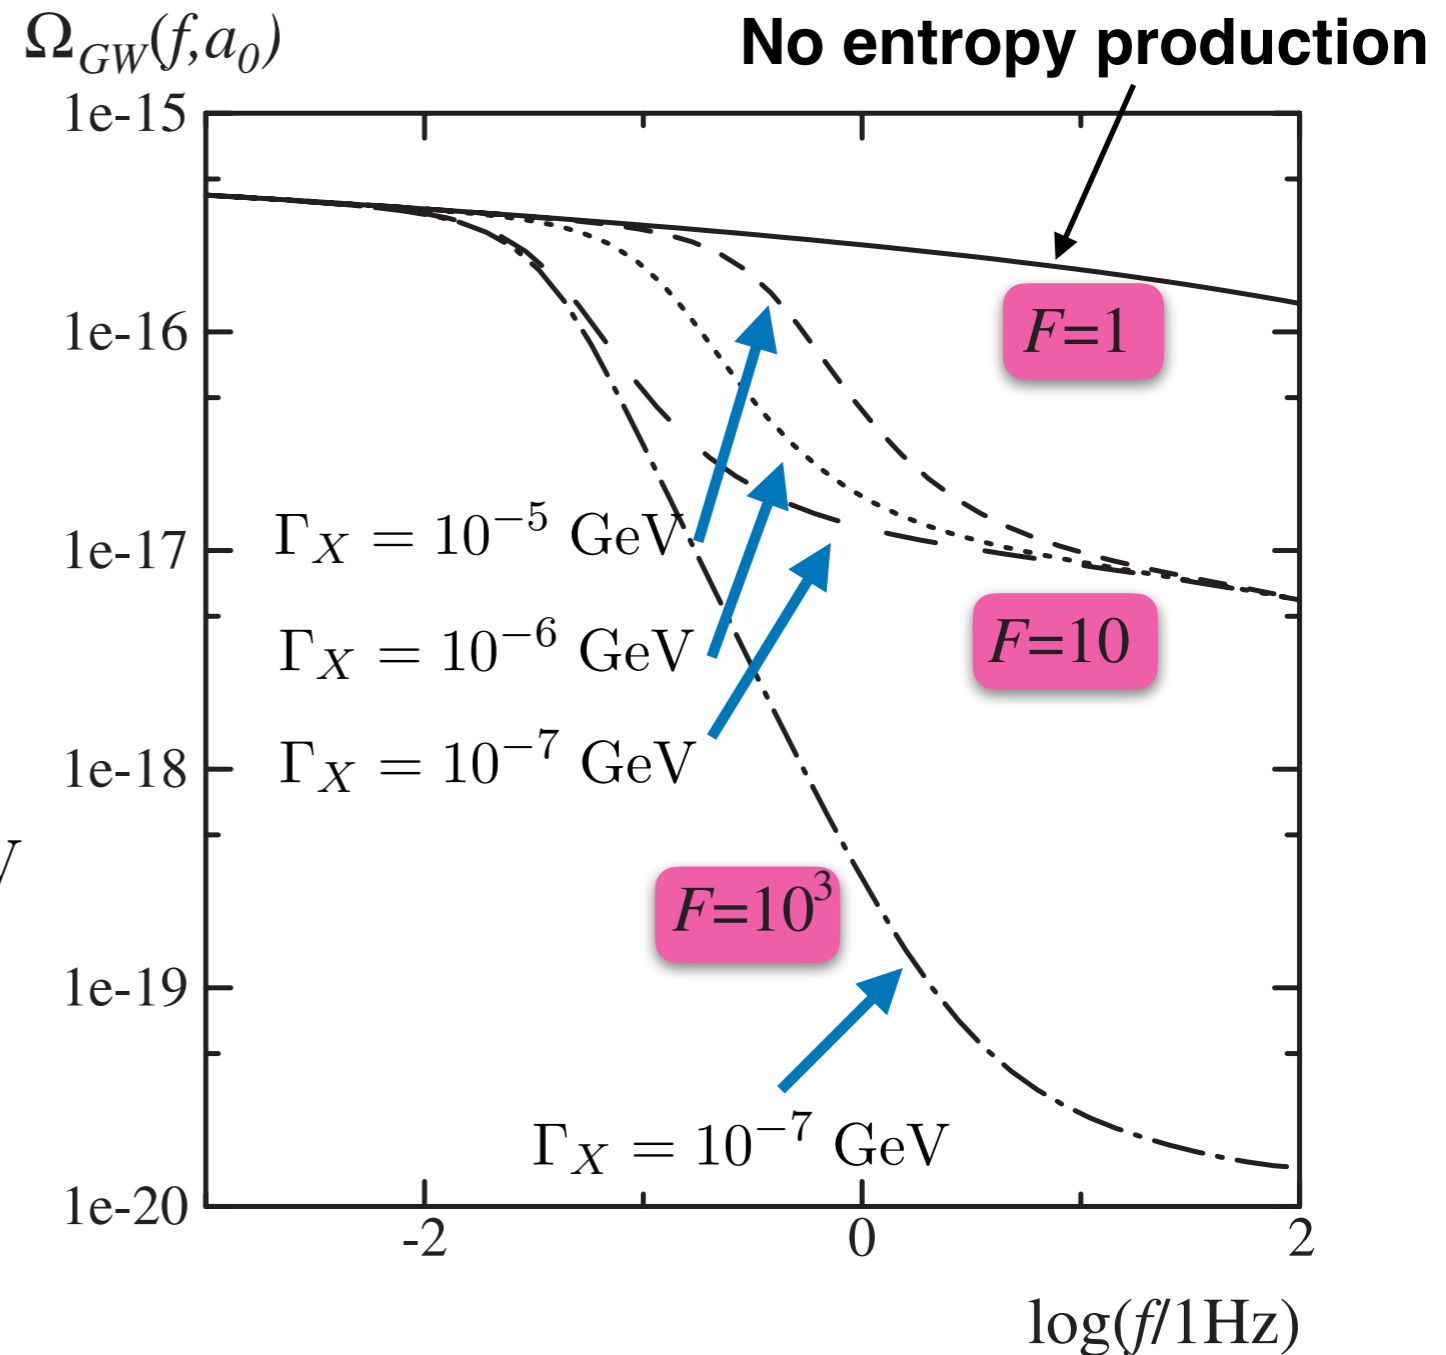 Ω_GW(f,a_0)
No entropy production
1e-15
1e-16
F=1
1e-17
Γ_X = 10^−5 GeV
Γ_X = 10^−6 GeV
F=10
Γ_X = 10^−7 GeV
1e-18
V
F=10^3
1e-19
Γ_X = 10^−7 GeV
1e-20
-2
0
2
log(f/1Hz)